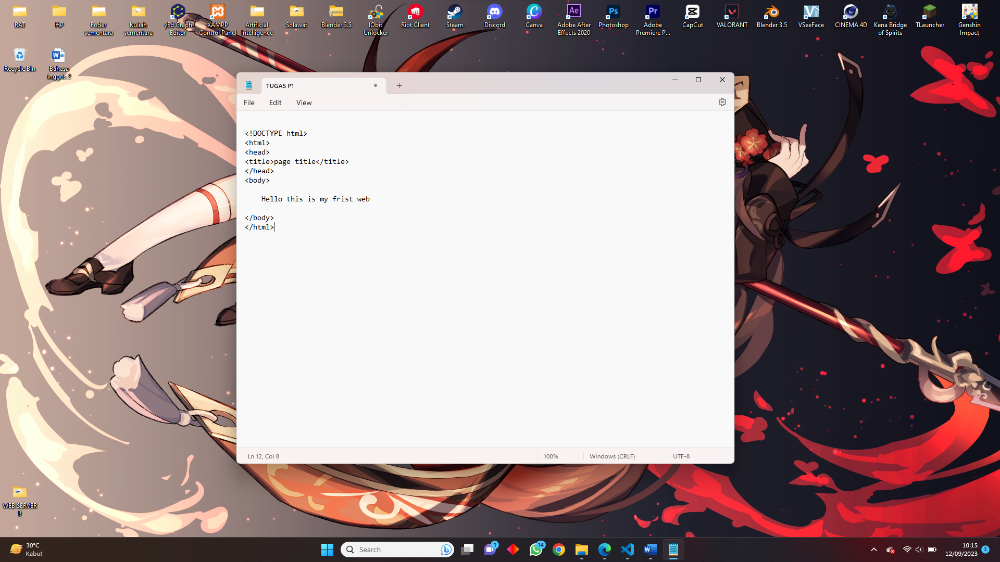 RAT
HP
Foder sementara
Kuliah sementara
yEd Graph Editor
XAMPP Control Panel
Artificial Intelligence
Solawat
Blender 3.5
IObit Unlocker
Riot Client
Steam
Discord
Canva
Adobe After Effects 2020
Photoshop
Adobe Premiere P...
CapCut
VALORANT
Blender 3.5
VSeeFace
CINEMA 4D
Kena Bridge of Spirits
TLauncher
Genshin Impact
Recycle Bin
Bahasa inggris 2
TUGAS P1
File Edit View
<!DOCTYPE html>
<html>
<head>
<title>page title</title>
</head>
<body>
Hello this is my frist web
</body>
</html>
Ln 12, Col 8
100%
Windows (CRLF)
UTF-8
WEB SERVER !!
30°C
Kabut
Search
1
14
10:15
12/09/2023
3